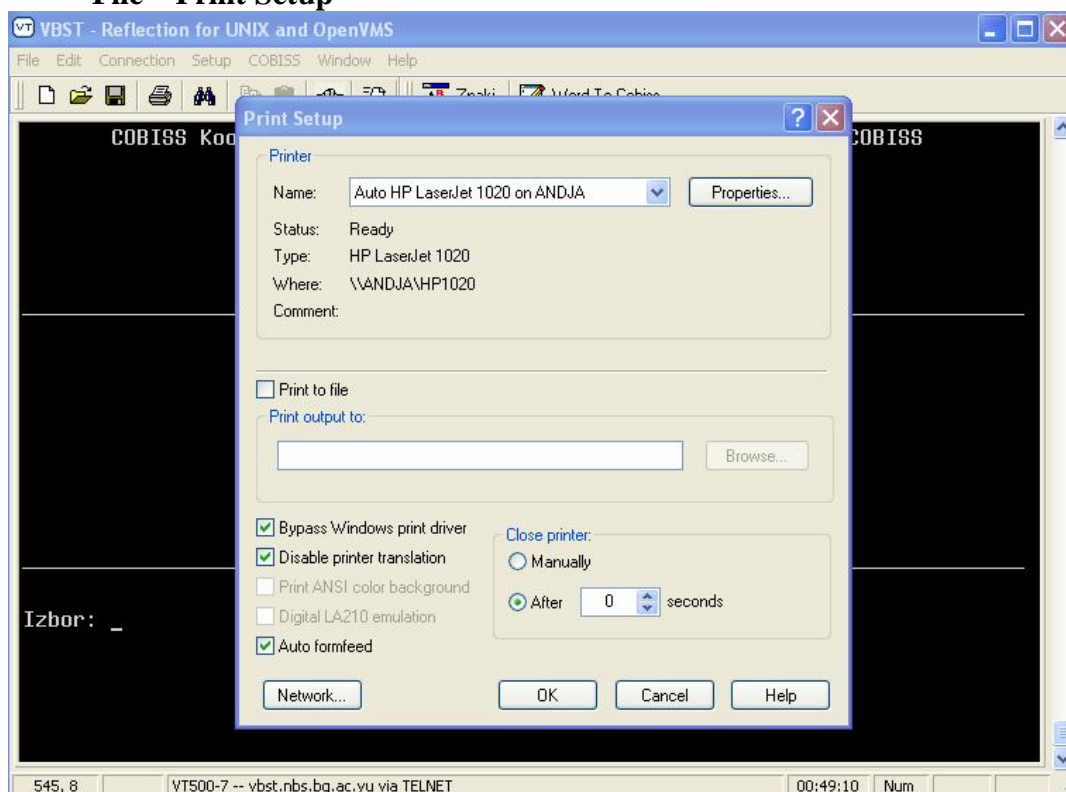 File – Print Setup
VT VBST - Reflection for UNIX and OpenVMS
File Edit Connection Setup COBISS Window Help
Znaki Word To Cobiss
COBISS Koo
COBISS
Print Setup
Printer
Name: Auto HP LaserJet 1020 on ANDJA Properties...
Status: Ready
Type: HP LaserJet 1020
Where: \\ANDJA\HP1020
Comment:
Print to file
Print output to:
Browse...
Bypass Windows print driver
Disable printer translation
Print ANSI color background
Digital LA210 emulation
Auto formfeed
Close printer:
Manually
After 0 seconds
Izbor: _
Network... OK Cancel Help
545, 8 VT500-7 -- vbst.nbs.bg.ac.yu via TELNET 00:49:10 Num